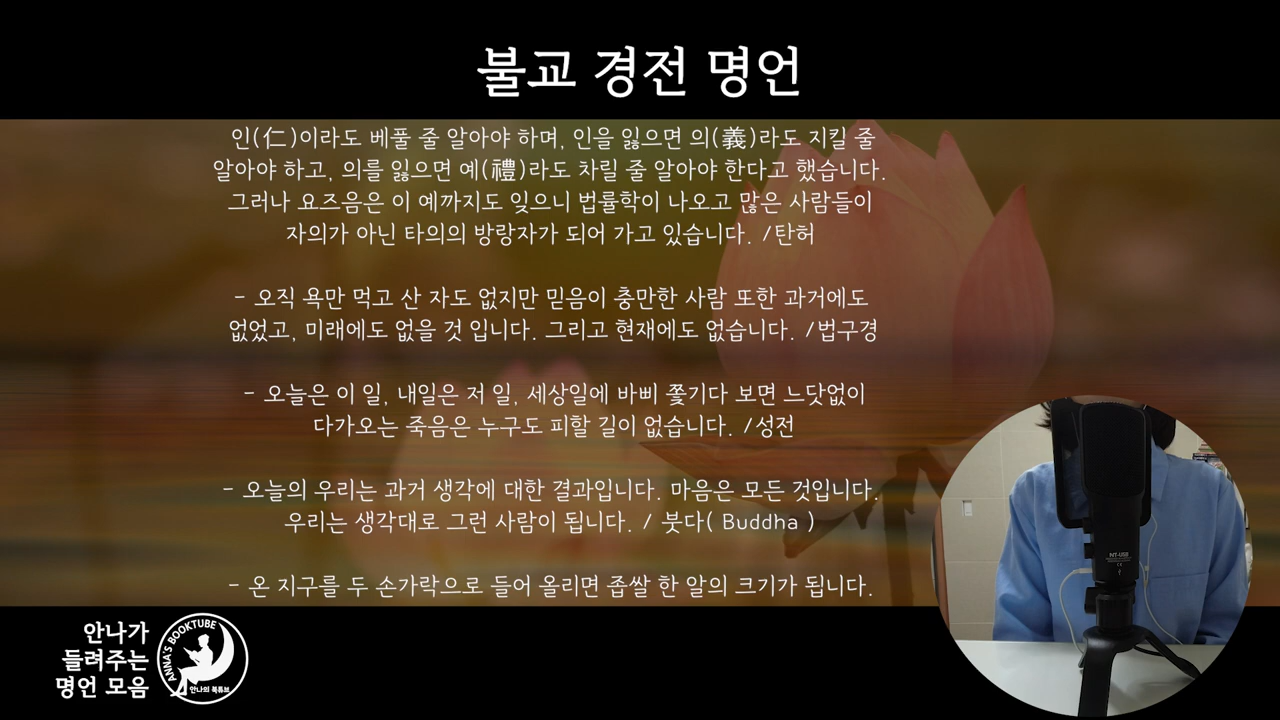 불교 경전 명언
인(仁)이라도 베풀 줄 알아야 하며, 인을 잃으면 의(義)라도 지킬 줄
알아야 하고, 의를 잃으면 예(禮)라도 차릴 줄 알아야 한다고 했습니다.
그러나 요즈음은 이 예까지도 잊으니 법률학이 나오고 많은 사람들이
자의가 아닌 타의의 방랑자가 되어 가고 있습니다. /탄허
- 오직 욕만 먹고 산 자도 없지만 믿음이 충만한 사람 또한 과거에도
없었고, 미래에도 없을 것 입니다. 그리고 현재에도 없습니다. /법구경
- 오늘은 이 일, 내일은 저 일, 세상일에 바삐 쫓기다 보면 느닷없이
다가오는 죽음은 누구도 피할 길이 없습니다. /성전
- 오늘의 우리는 과거 생각에 대한 결과입니다. 마음은 모든 것입니다.
우리는 생각대로 그런 사람이 됩니다. / 붓다( Buddha )
- 온 지구를 두 손가락으로 들어 올리면 좁쌀 한 알의 크기가 됩니다.
안나가
들려주는
명언 모음
ANNA'S BOOKTUBE
안나의 북튜브
NT-USB